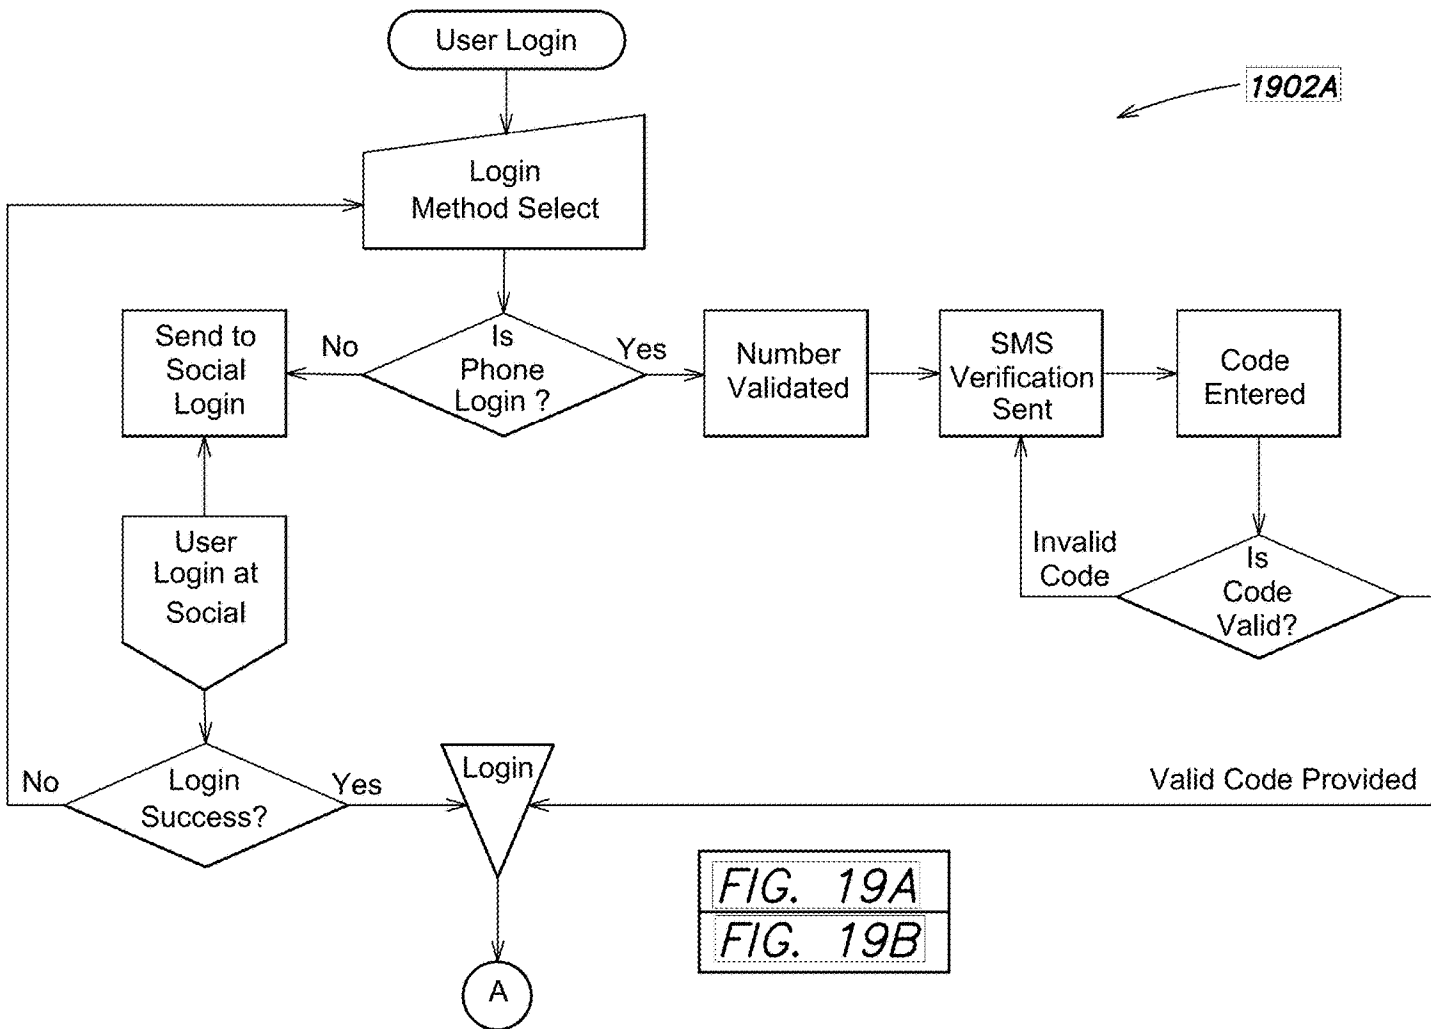 User Login
1902A
Login
Method Select
Send to
Social
Login
No
Is
Phone
Login ?
Yes
Number
Validated
SMS
Verification
Sent
Code
Entered
User
Login at
Social
Invalid
Code
Is
Code
Valid?
No
Login
Success?
Yes
Login
Valid Code Provided
FIG. 19A
FIG. 19B
A